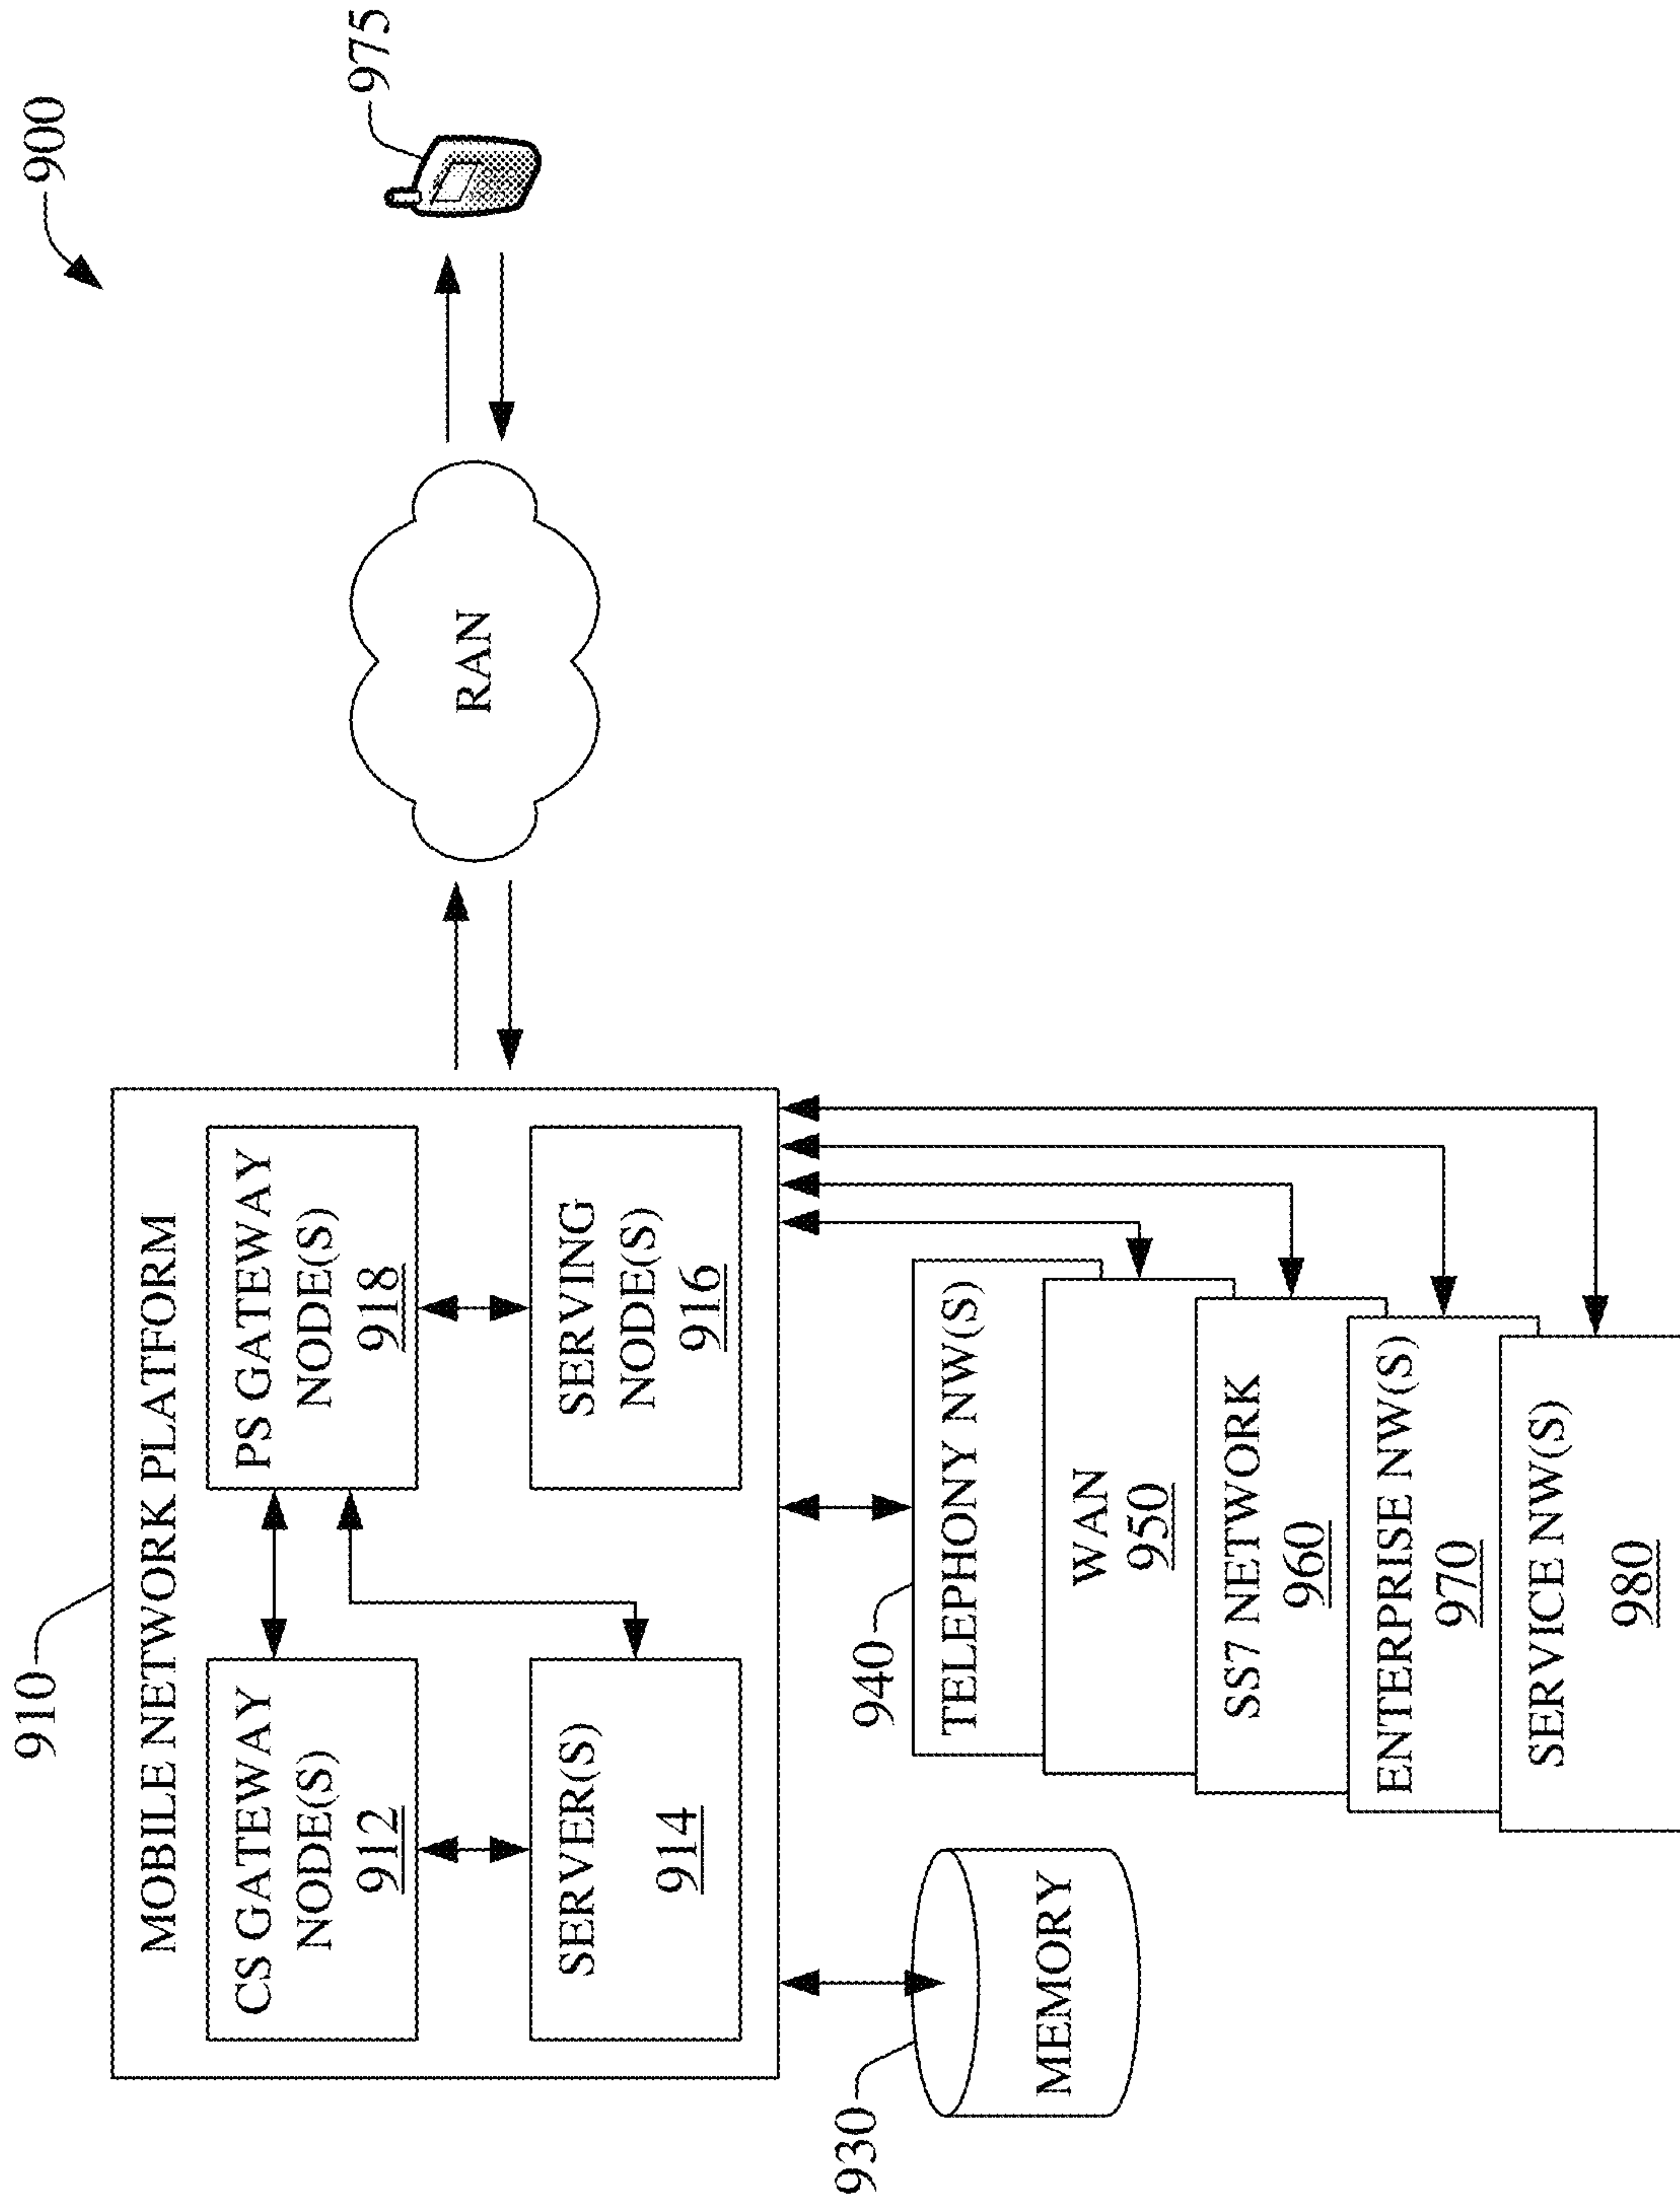 900
910
MOBILE NETWORK PLATFORM
CS GATEWAY
NODE(S)
912
PS GATEWAY
NODE(S)
918
SERVER(S)
914
SERVING
NODE(S)
916
RAN
975
930
MEMORY
940
TELEPHONY NW(S)
WAN
950
SS7 NETWORK
960
ENTERPRISE NW(S)
970
SERVICE NW(S)
980